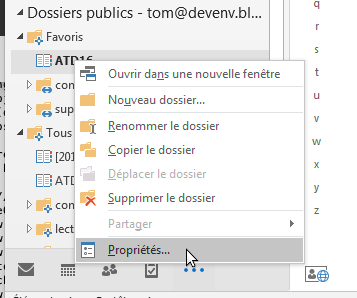 Dossiers publics - tom@devenv.bl...
Favoris
ATD16
con
sup
Tous
[201
ATD
con
lect
Ouvrir dans une nouvelle fenêtre
Nouveau dossier...
Renommer le dossier
Copier le dossier
Déplacer le dossier
Supprimer le dossier
Partager
Propriétés...
q
r
s
t
u
v
w
x
y
z